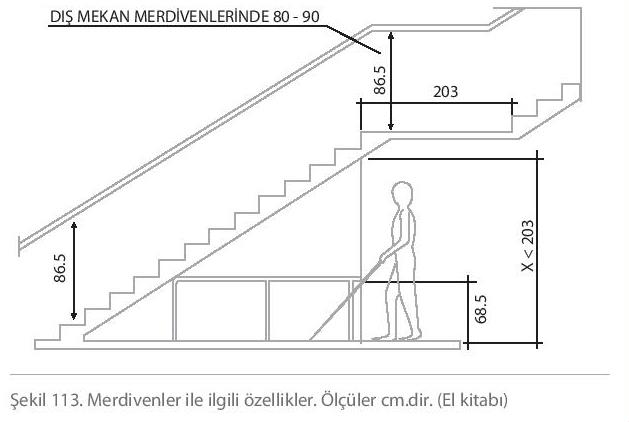 DIŞ MEKAN MERDİVENLERİNDE 80 - 90
86.5
203
86.5
X < 203
68.5
Şekil 113. Merdivenler ile ilgili özellikler. Ölçüler cm.dir. (El kitabı)